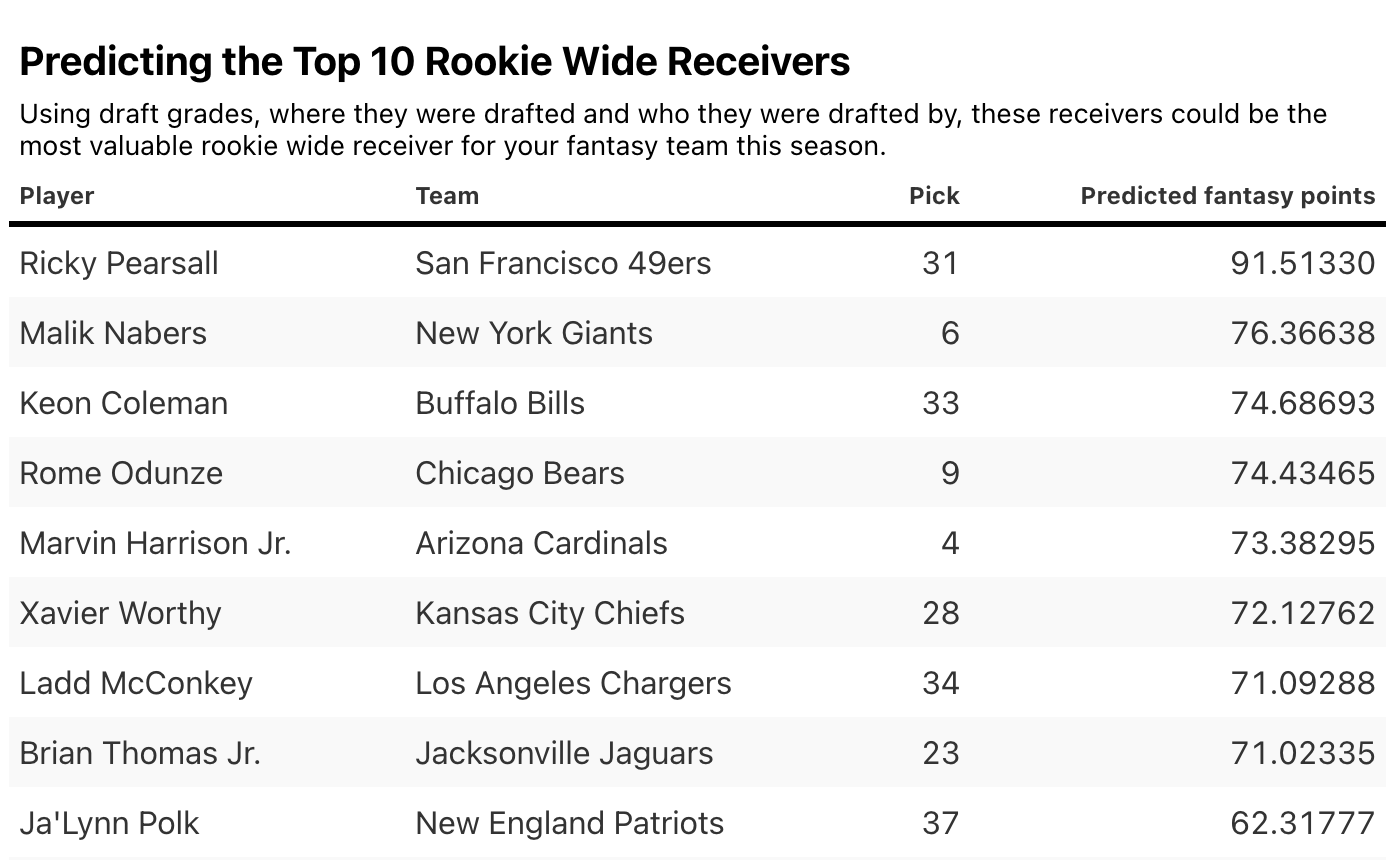 Predicting the Top 10 Rookie Wide Receivers
Using draft grades, where they were drafted and who they were drafted by, these receivers could be the
most valuable rookie wide receiver for your fantasy team this season.
Player Team Pick Predicted fantasy points
Ricky Pearsall San Francisco 49ers 31 91.51330
Malik Nabers New York Giants 6 76.36638
Keon Coleman Buffalo Bills 33 74.68693
Rome Odunze Chicago Bears 9 74.43465
Marvin Harrison Jr. Arizona Cardinals 4 73.38295
Xavier Worthy Kansas City Chiefs 28 72.12762
Ladd McConkey Los Angeles Chargers 34 71.09288
Brian Thomas Jr. Jacksonville Jaguars 23 71.02335
Ja'Lynn Polk New England Patriots 37 62.31777